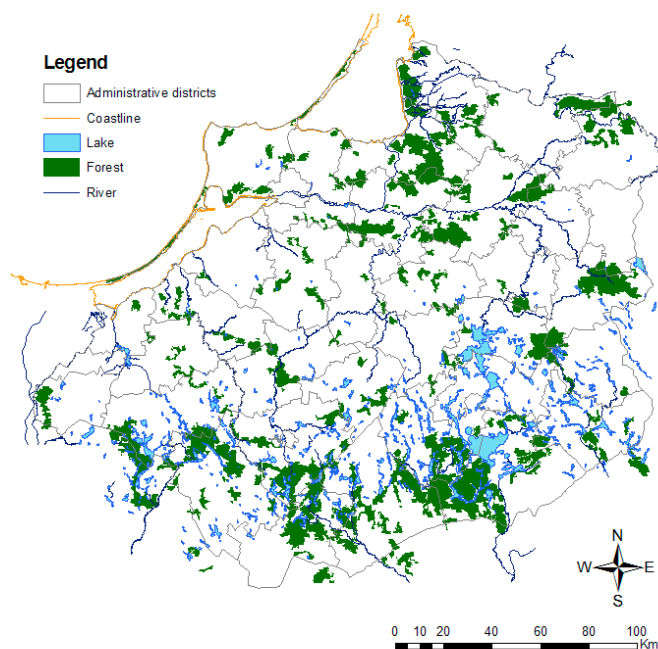 Legend
Administrative districts
Coastline
Lake
Forest
River
N
W E
S
0 10 20 40 60 80 100
Km